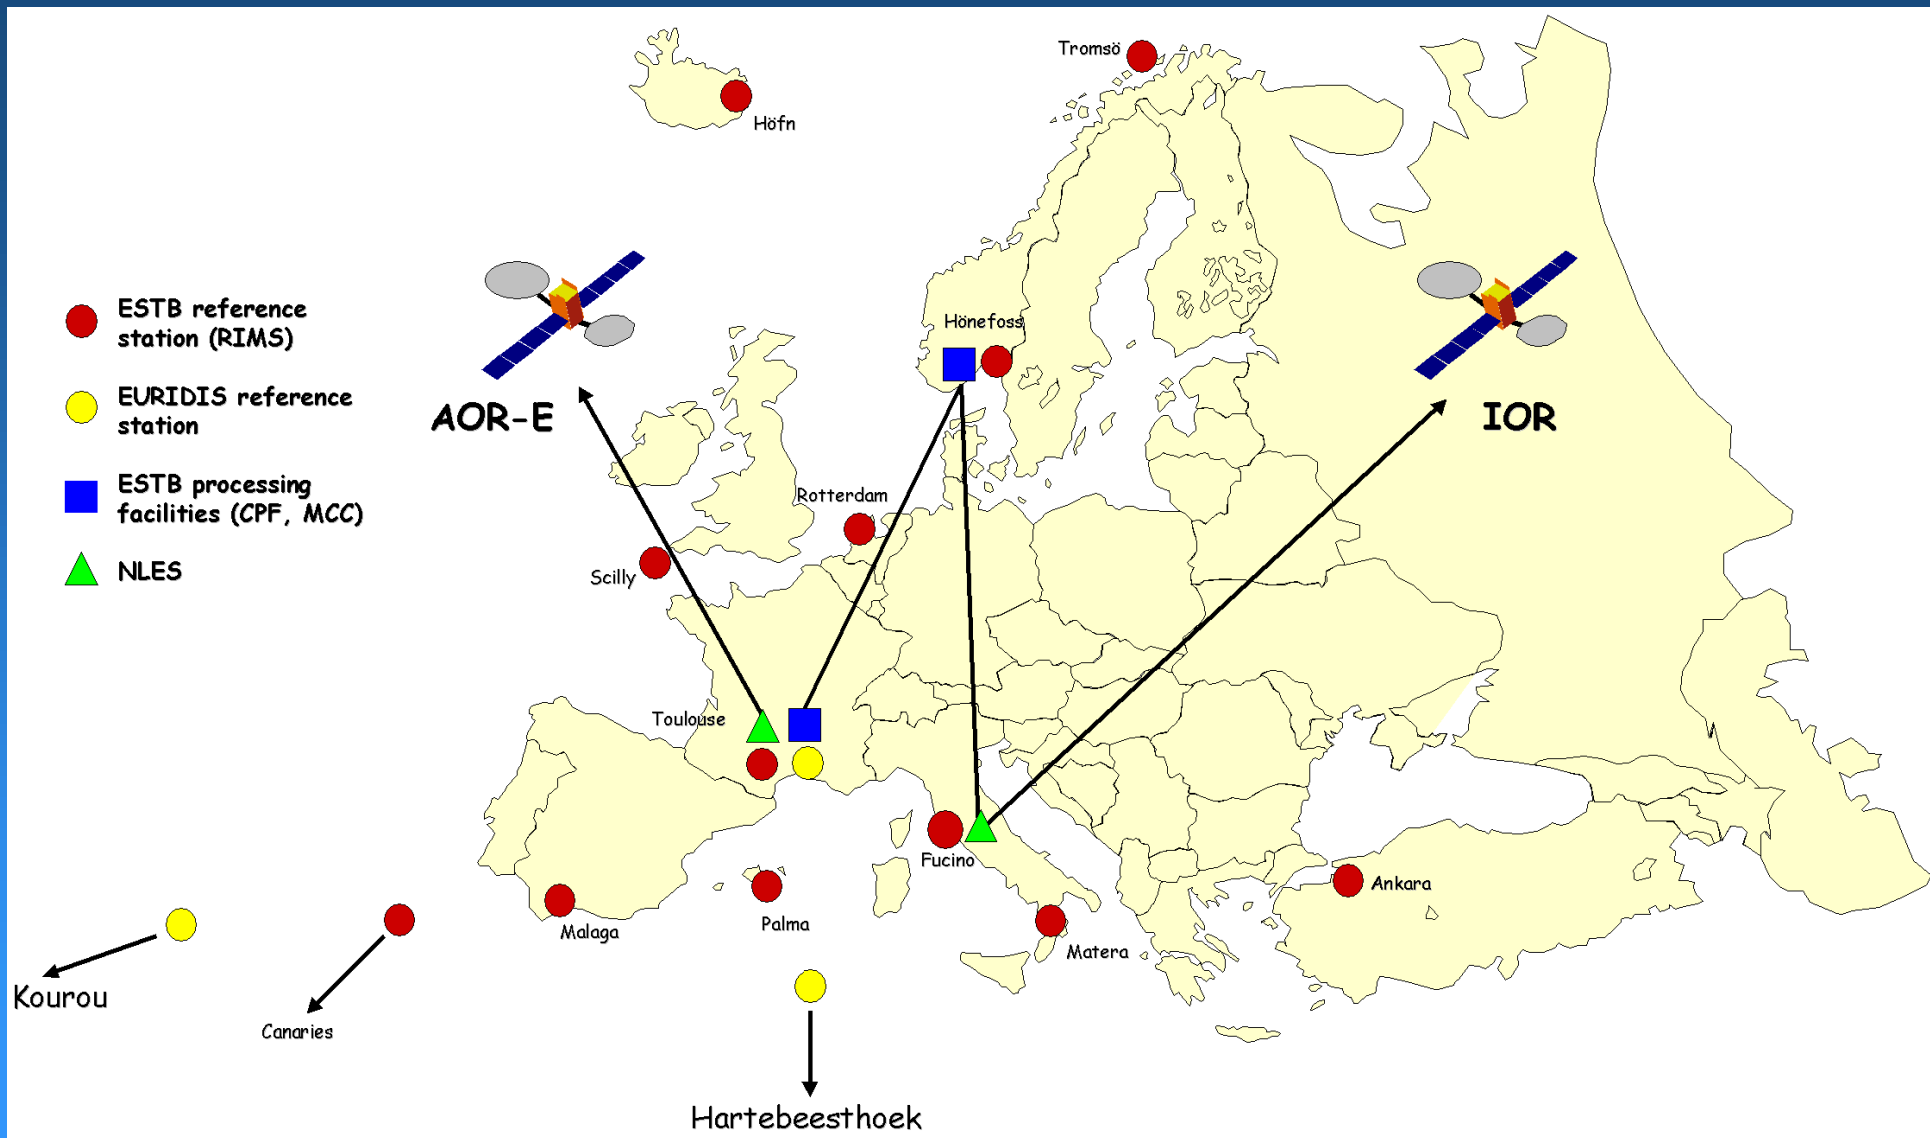 Tromsö
Höfn
ESTB reference
station (RIMS)
EURIDIS reference
station
ESTB processing
facilities (CPF, MCC)
NLES
AOR-E
IOR
Hönefoss
Rotterdam
Scilly
Toulouse
Fucino
Ankara
Malaga
Palma
Matera
Kourou
Canaries
Hartebeesthoek